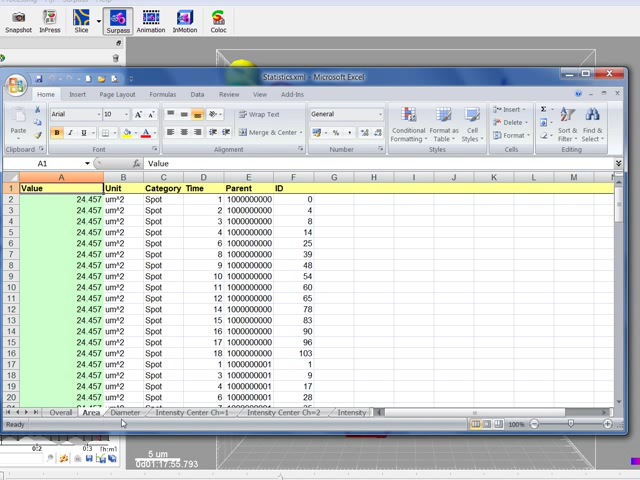 Snapshot InPress Slice Surpass Animation InMotion Coloc
Statistics.xml - Microsoft Excel
Home Insert Page Layout Formulas Data Review View Add-Ins
Paste Arial 10 Wrap Text General Conditional Formatting Format as Table Cell Styles Insert Delete Format Sort & Filter Find & Select
B I U Merge & Center
Clipboard Font Alignment Number Styles Cells Editing
A1 Value
A B C D E F G H I J K L M
1 Value Unit Category Time Parent ID
2 24.457 um^2 Spot 1 1000000000 0
3 24.457 um^2 Spot 2 1000000000 4
4 24.457 um^2 Spot 3 1000000000 8
5 24.457 um^2 Spot 4 1000000000 14
6 24.457 um^2 Spot 6 1000000000 25
7 24.457 um^2 Spot 8 1000000000 39
8 24.457 um^2 Spot 9 1000000000 48
9 24.457 um^2 Spot 10 1000000000 54
10 24.457 um^2 Spot 11 1000000000 60
11 24.457 um^2 Spot 12 1000000000 65
12 24.457 um^2 Spot 14 1000000000 78
13 24.457 um^2 Spot 15 1000000000 83
14 24.457 um^2 Spot 16 1000000000 90
15 24.457 um^2 Spot 17 1000000000 96
16 24.457 um^2 Spot 18 1000000000 103
17 24.457 um^2 Spot 1 1000000001 1
18 24.457 um^2 Spot 3 1000000001 9
19 24.457 um^2 Spot 4 1000000001 17
20 24.457 um^2 Spot 6 1000000001 28
Overall Area Diameter Intensity Center Ch=1 Intensity Center Ch=2 Intensity
Ready 100%
5 um
0d01:17:55.793